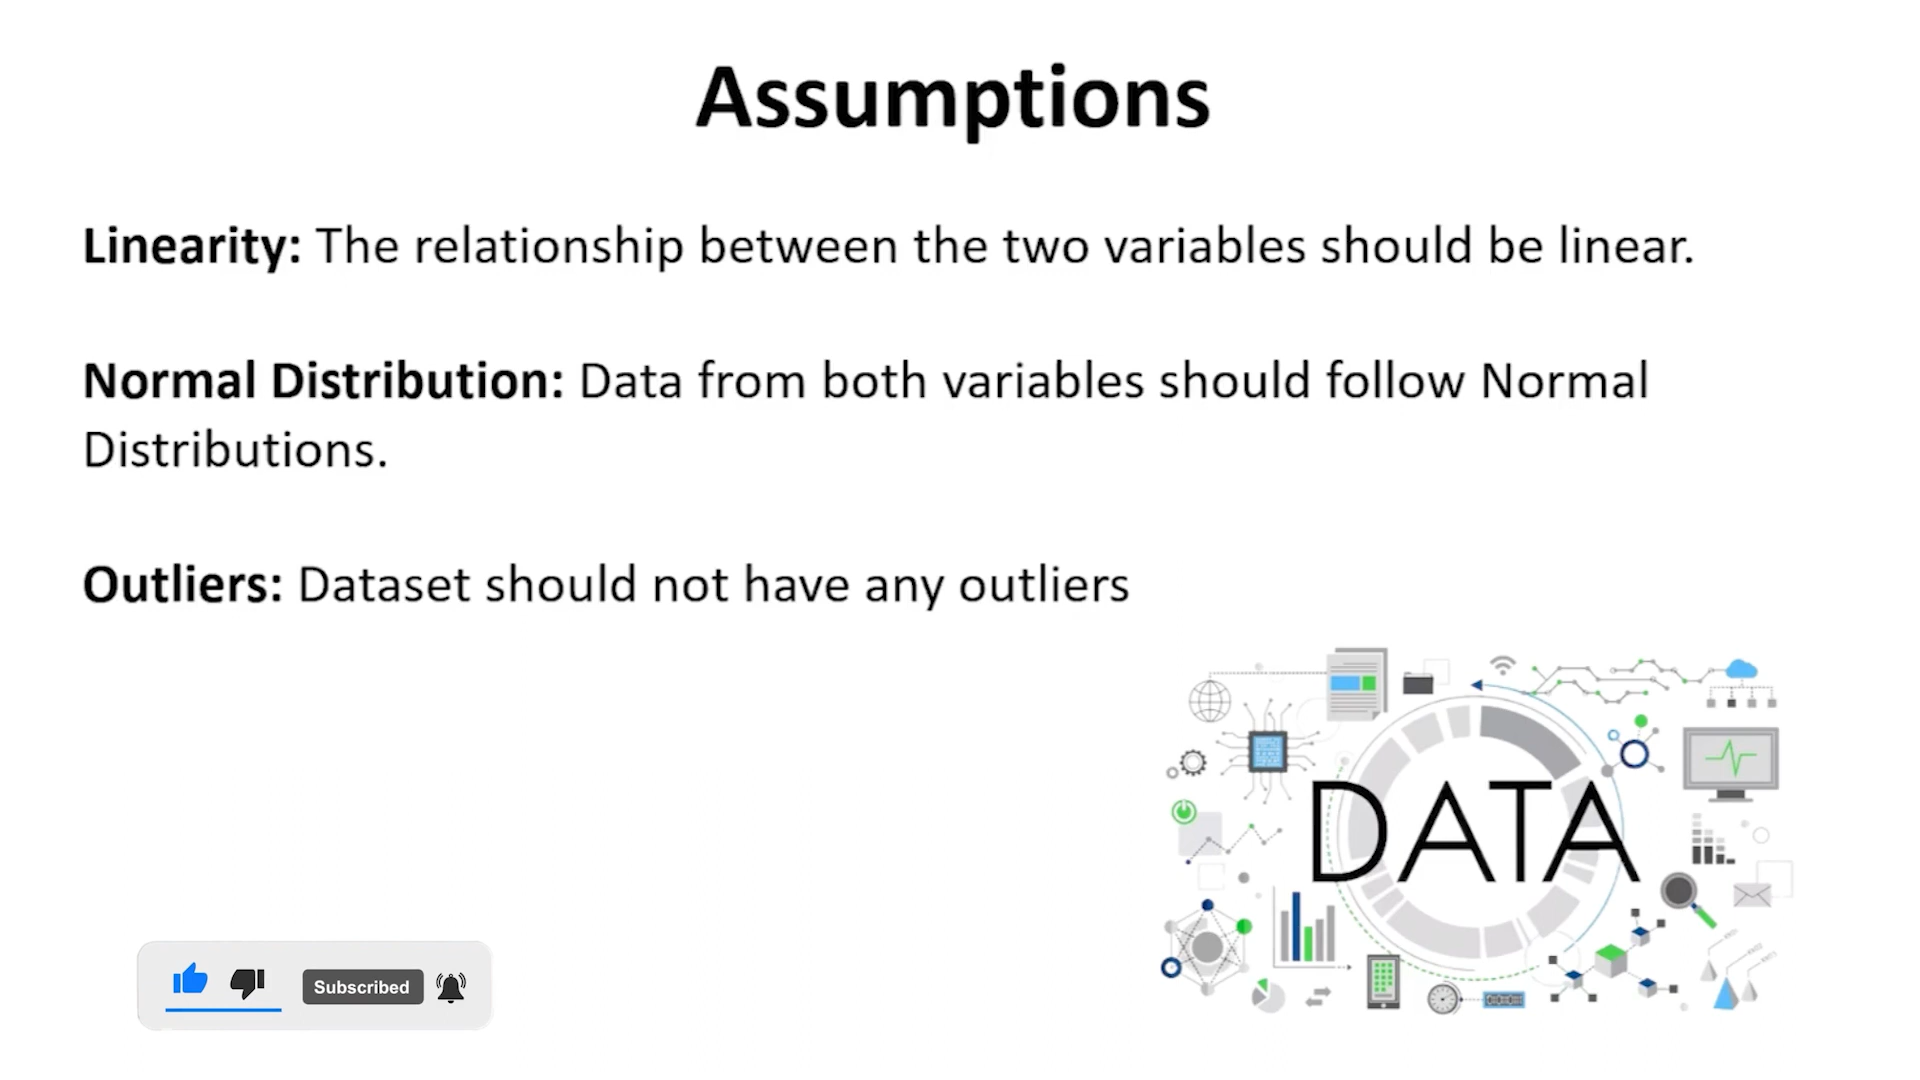 Assumptions
Linearity: The relationship between the two variables should be linear.
Normal Distribution: Data from both variables should follow Normal
Distributions.
Outliers: Dataset should not have any outliers
DATA
Subscribed